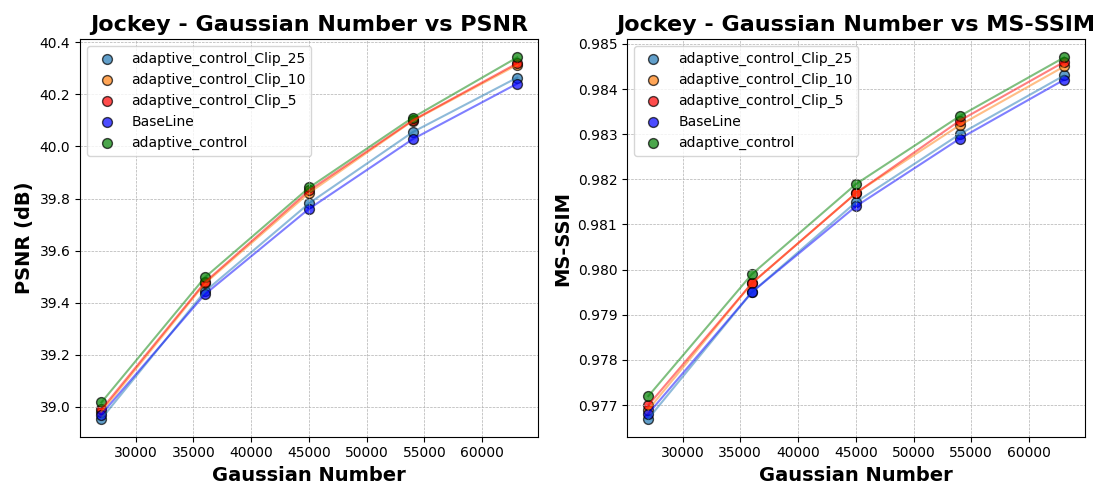 Jockey - Gaussian Number vs PSNR
40.4
40.2
40.0
39.8
39.6
39.4
39.2
39.0
PSNR (dB)
adaptive_control_Clip_25
adaptive_control_Clip_10
adaptive_control_Clip_5
BaseLine
adaptive_control
30000 35000 40000 45000 50000 55000 60000
Gaussian Number
Jockey - Gaussian Number vs MS-SSIM
0.985
0.984
0.983
0.982
0.981
0.980
0.979
0.978
0.977
MS-SSIM
adaptive_control_Clip_25
adaptive_control_Clip_10
adaptive_control_Clip_5
BaseLine
adaptive_control
30000 35000 40000 45000 50000 55000 60000
Gaussian Number